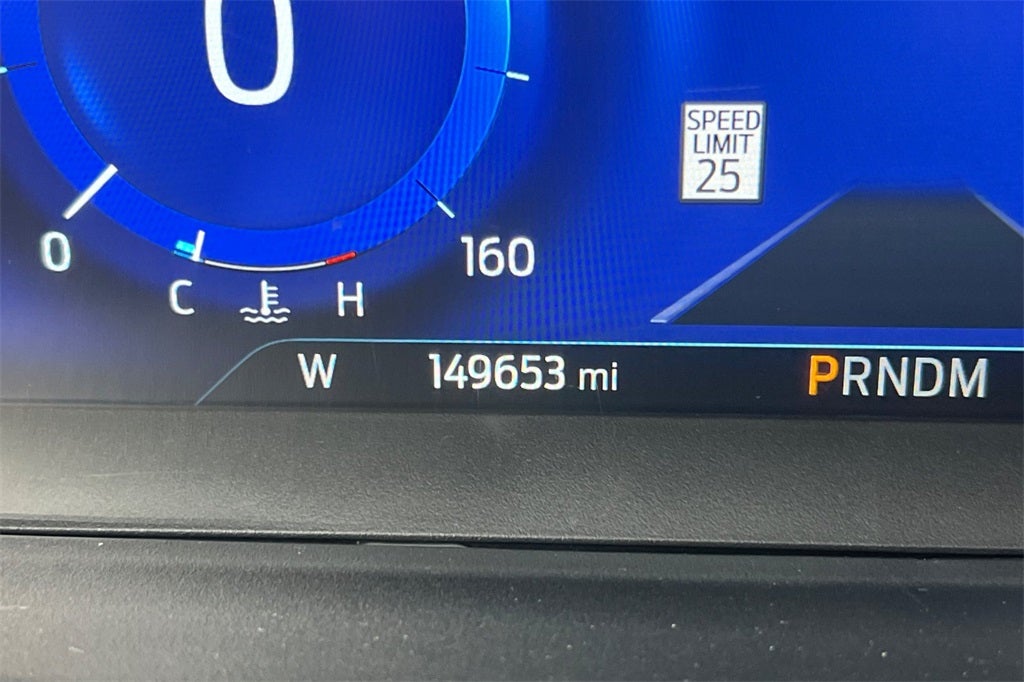 0
SPEED
LIMIT
25
0
160
C
H
W 149653 mi PRNDM